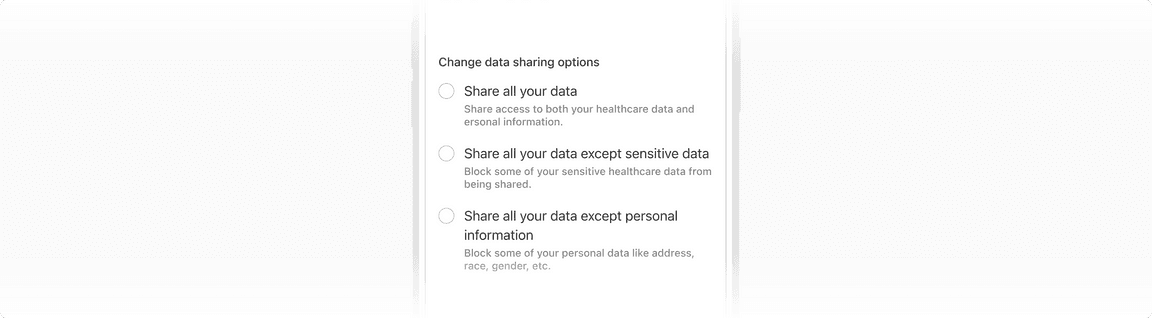 Change data sharing options
Share all your data
Share access to both your healthcare data and
ersonal information.
Share all your data except sensitive data
Block some of your sensitive healthcare data from
being shared.
Share all your data except personal
information
Block some of your personal data like address,
race, gender, etc.